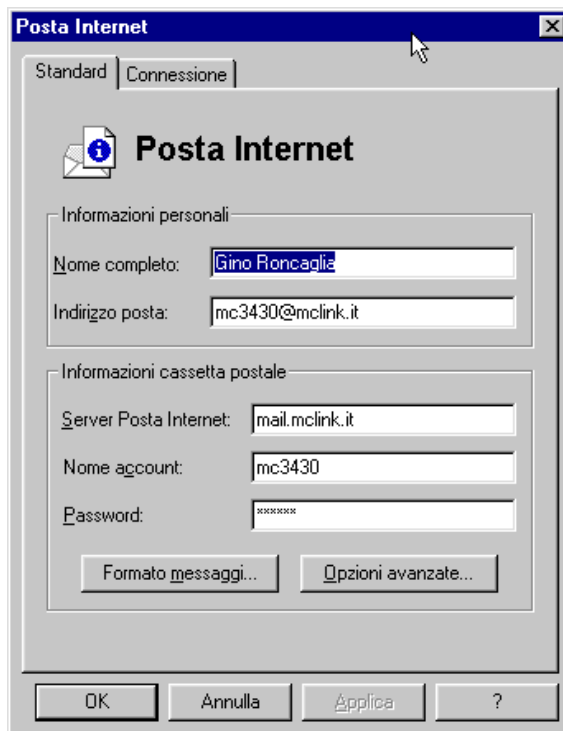 Posta Internet
Standard Connessione
Posta Internet
Informazioni personali
Nome completo: Gino Roncaglia
Indirizzo posta: mc3430@mclink.it
Informazioni cassetta postale
Server Posta Internet: mail.mclink.it
Nome account: mc3430
Password: ******
Formato messaggi... Opzioni avanzate...
OK Annulla Applica ?